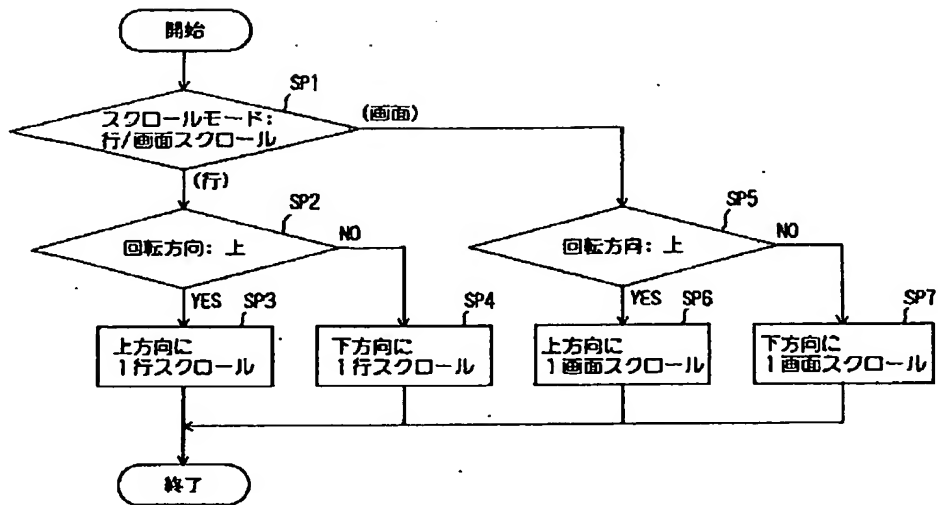 開始
SP1
スクロールモード:
行/画面スクロール
(画面)
(行)
SP2
回転方向: 上
NO
YES
SP5
回転方向: 上
NO
YES
SP3
上方向に
1行スクロール
SP4
下方向に
1行スクロール
SP6
上方向に
1画面スクロール
SP7
下方向に
1画面スクロール
終了